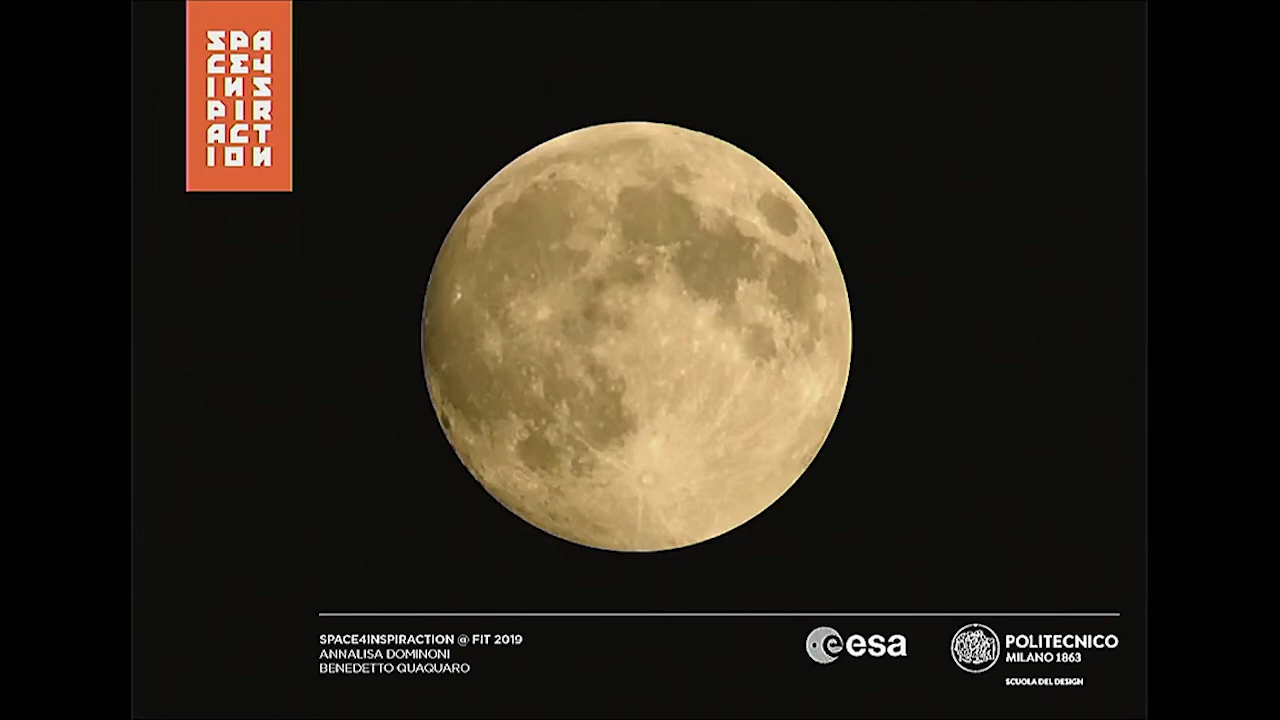 SPA
CE4
INS
PIR
ACT
ION
SPACE4INSPIRACTION @ FIT 2019
ANNALISA DOMINONI
BENEDETTO QUAQUARO
esa
POLITECNICO
MILANO 1863
SCUOLA DEL DESIGN